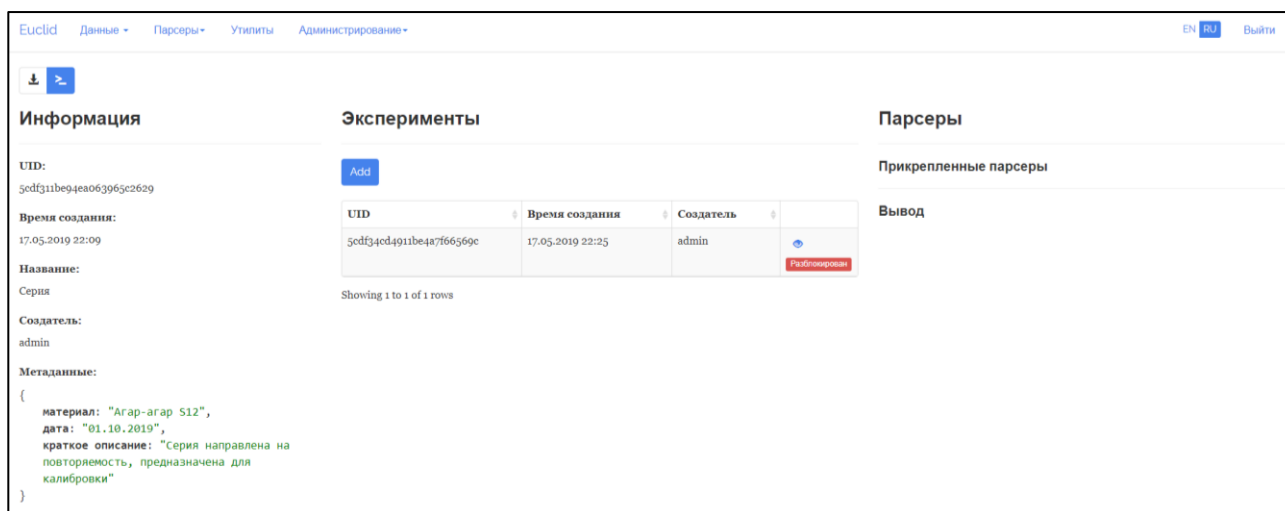 Euclid Данные Парсеры Утилиты Администрирование EN RU Выйти
Информация
UID:
5cdf311be94ea063965c2629
Время создания:
17.05.2019 22:09
Название:
Серия
Создатель:
admin
Метаданные:
{
материал: "Агар-агар S12",
дата: "01.10.2019",
краткое описание: "Серия направлена на
повторяемость, предназначена для
калибровки"
}
Эксперименты
Add
UID Время создания Создатель
5cdf34cd4911be4a7f66569c 17.05.2019 22:25 admin
Разблокирован
Showing 1 to 1 of 1 rows
Парсеры
Прикрепленные парсеры
Вывод